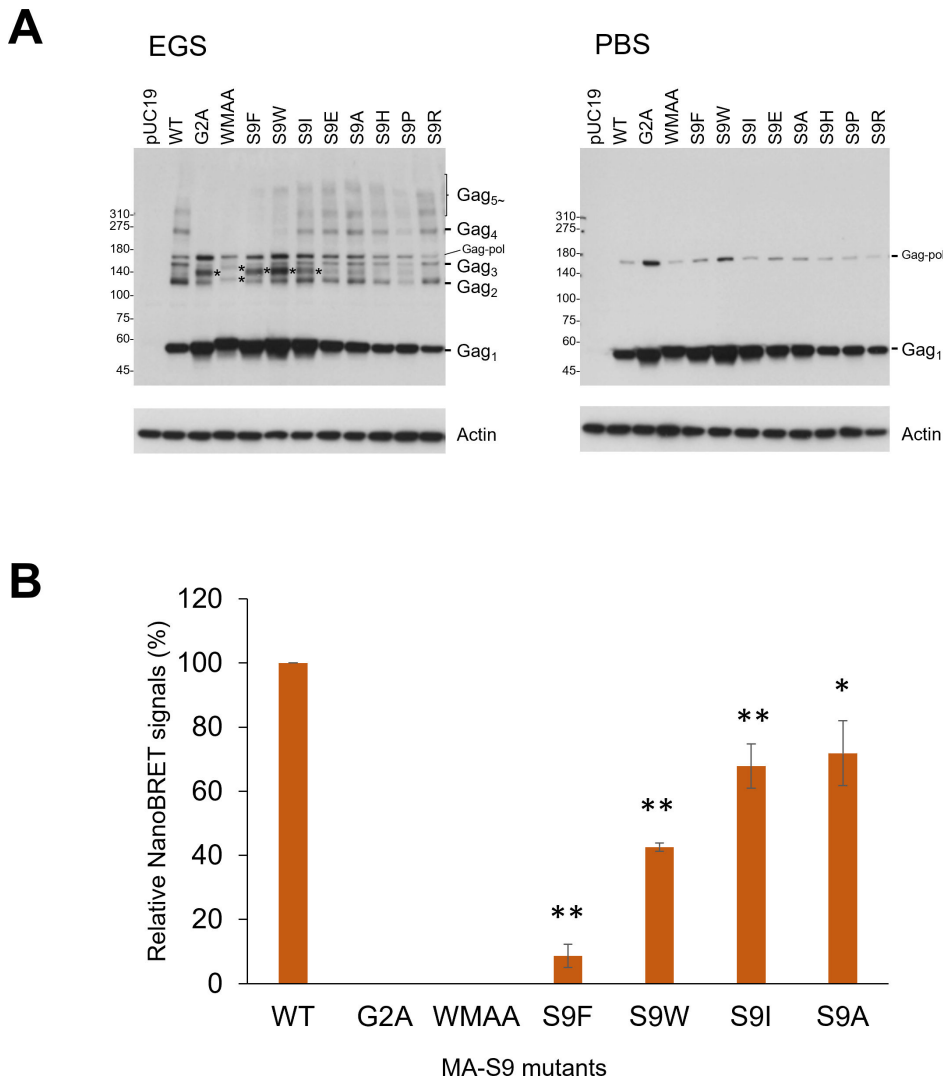 A
EGS
PBS
pUC19 WT G2A WMAA S9F S9W S9I S9E S9A S9H S9P S9R
pUC19 WT G2A WMAA S9F S9W S9I S9E S9A S9H S9P S9R
310-
275-
180-
140-
100-
75-
60-
45-
Gag5~
Gag4
Gag-pol
* * * * * *
Gag3
Gag2
Gag1
Actin
310-
275-
180-
140-
100-
75-
60-
45-
Gag-pol
Gag1
Actin
B
Relative NanoBRET signals (%)
120
100
80
60
40
20
0
**
**
**
*
WT G2A WMAA S9F S9W S9I S9A
MA-S9 mutants